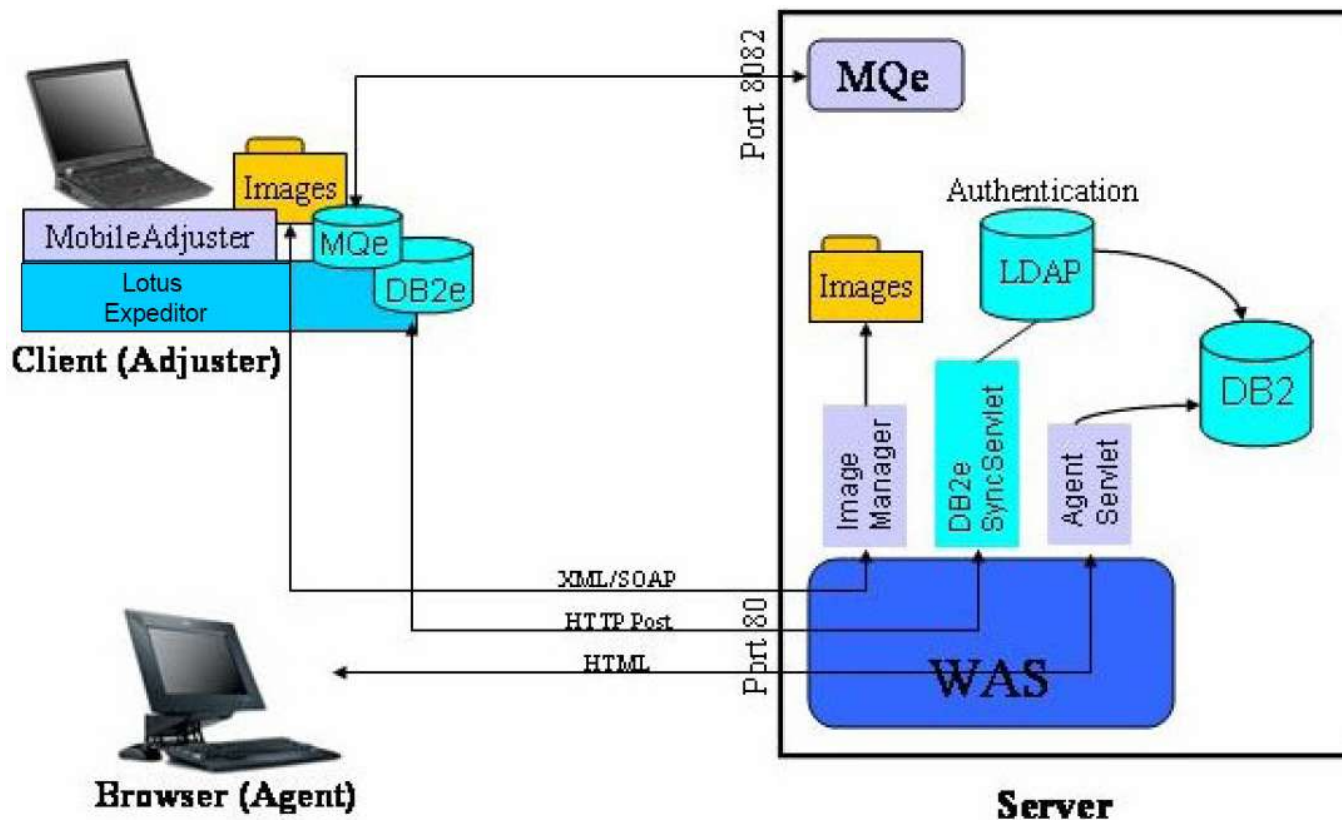 Port 8082
MQe
Images
MobileAdjuster
MQe
Lotus
Expeditor
DB2e
Client (Adjuster)
Authentication
LDAP
Images
DB2
Image
Manager
DB2e
SyncServlet
Agent
Servlet
XML/SOAP
HTTP Post
HTML
Port 80
WAS
Browser (Agent)
Server